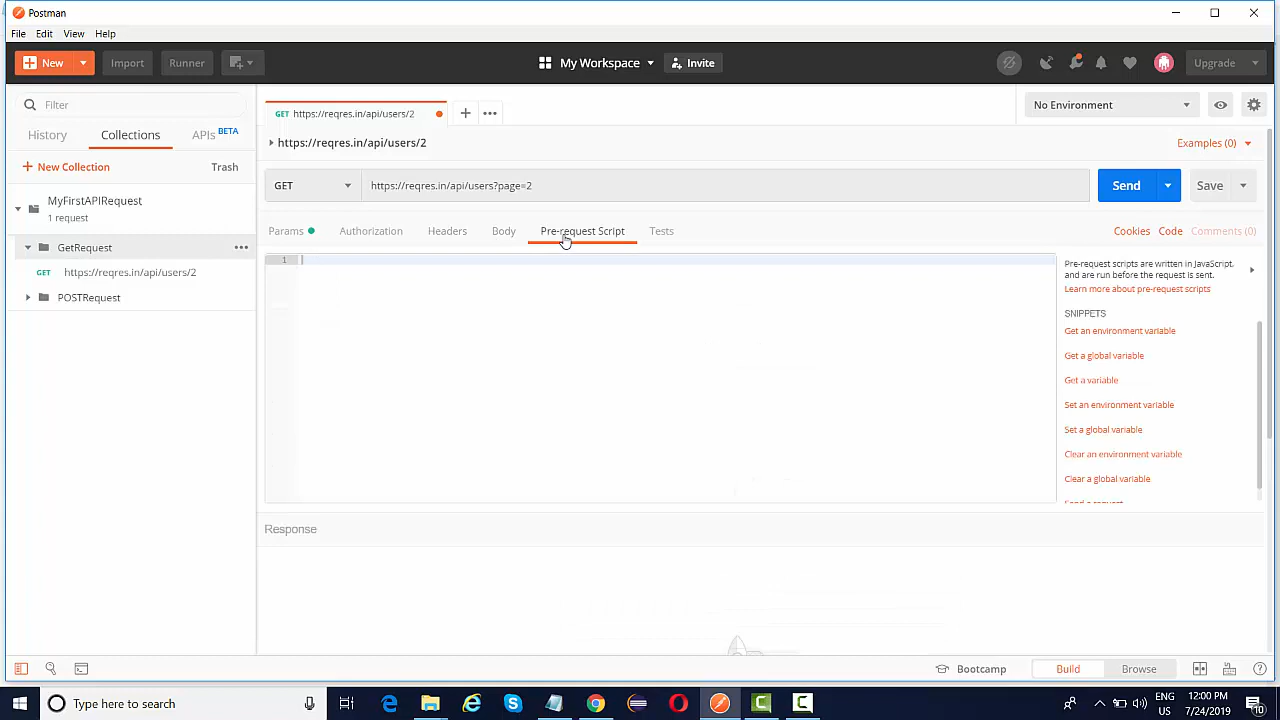 Postman
File Edit View Help
New Import Runner My Workspace Invite Upgrade
Filter
History Collections APIs BETA
New Collection Trash
MyFirstAPIRequest
1 request
GetRequest
GET https://reqres.in/api/users/2
POSTRequest
GET https://reqres.in/api/users/2
No Environment
https://reqres.in/api/users/2
Examples (0)
GET https://reqres.in/api/users?page=2 Send Save
Params Authorization Headers Body Pre-request Script Tests Cookies Code Comments (0)
1
Pre-request scripts are written in JavaScript,
and are run before the request is sent.
Learn more about pre-request scripts
SNIPPETS
Get an environment variable
Get a global variable
Get a variable
Set an environment variable
Set a global variable
Clear an environment variable
Clear a global variable
Send a request
Response
Bootcamp Build Browse
Type here to search
ENG
US
12:00 PM
7/24/2019